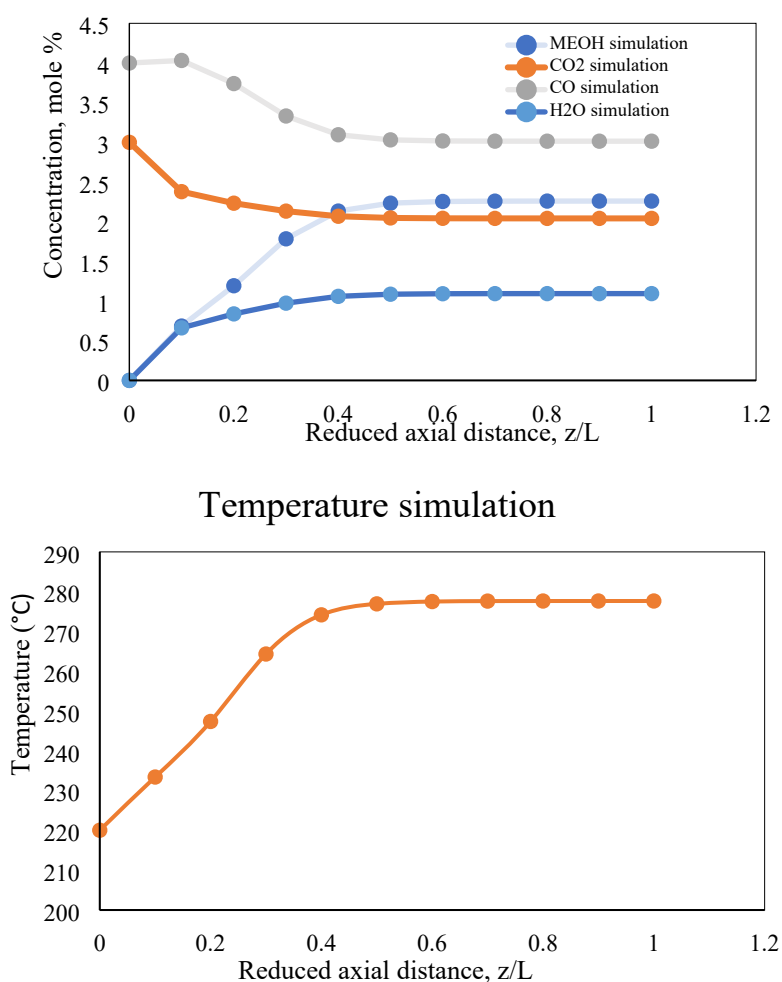 4.5
4
3.5
3
2.5
2
1.5
1
0.5
0
Concentration, mole %
MEOH simulation
CO2 simulation
CO simulation
H2O simulation
0 0.2 0.4 0.6 0.8 1 1.2
Reduced axial distance, z/L
Temperature simulation
290
280
270
260
250
240
230
220
210
200
Temperature (°C)
0 0.2 0.4 0.6 0.8 1 1.2
Reduced axial distance, z/L